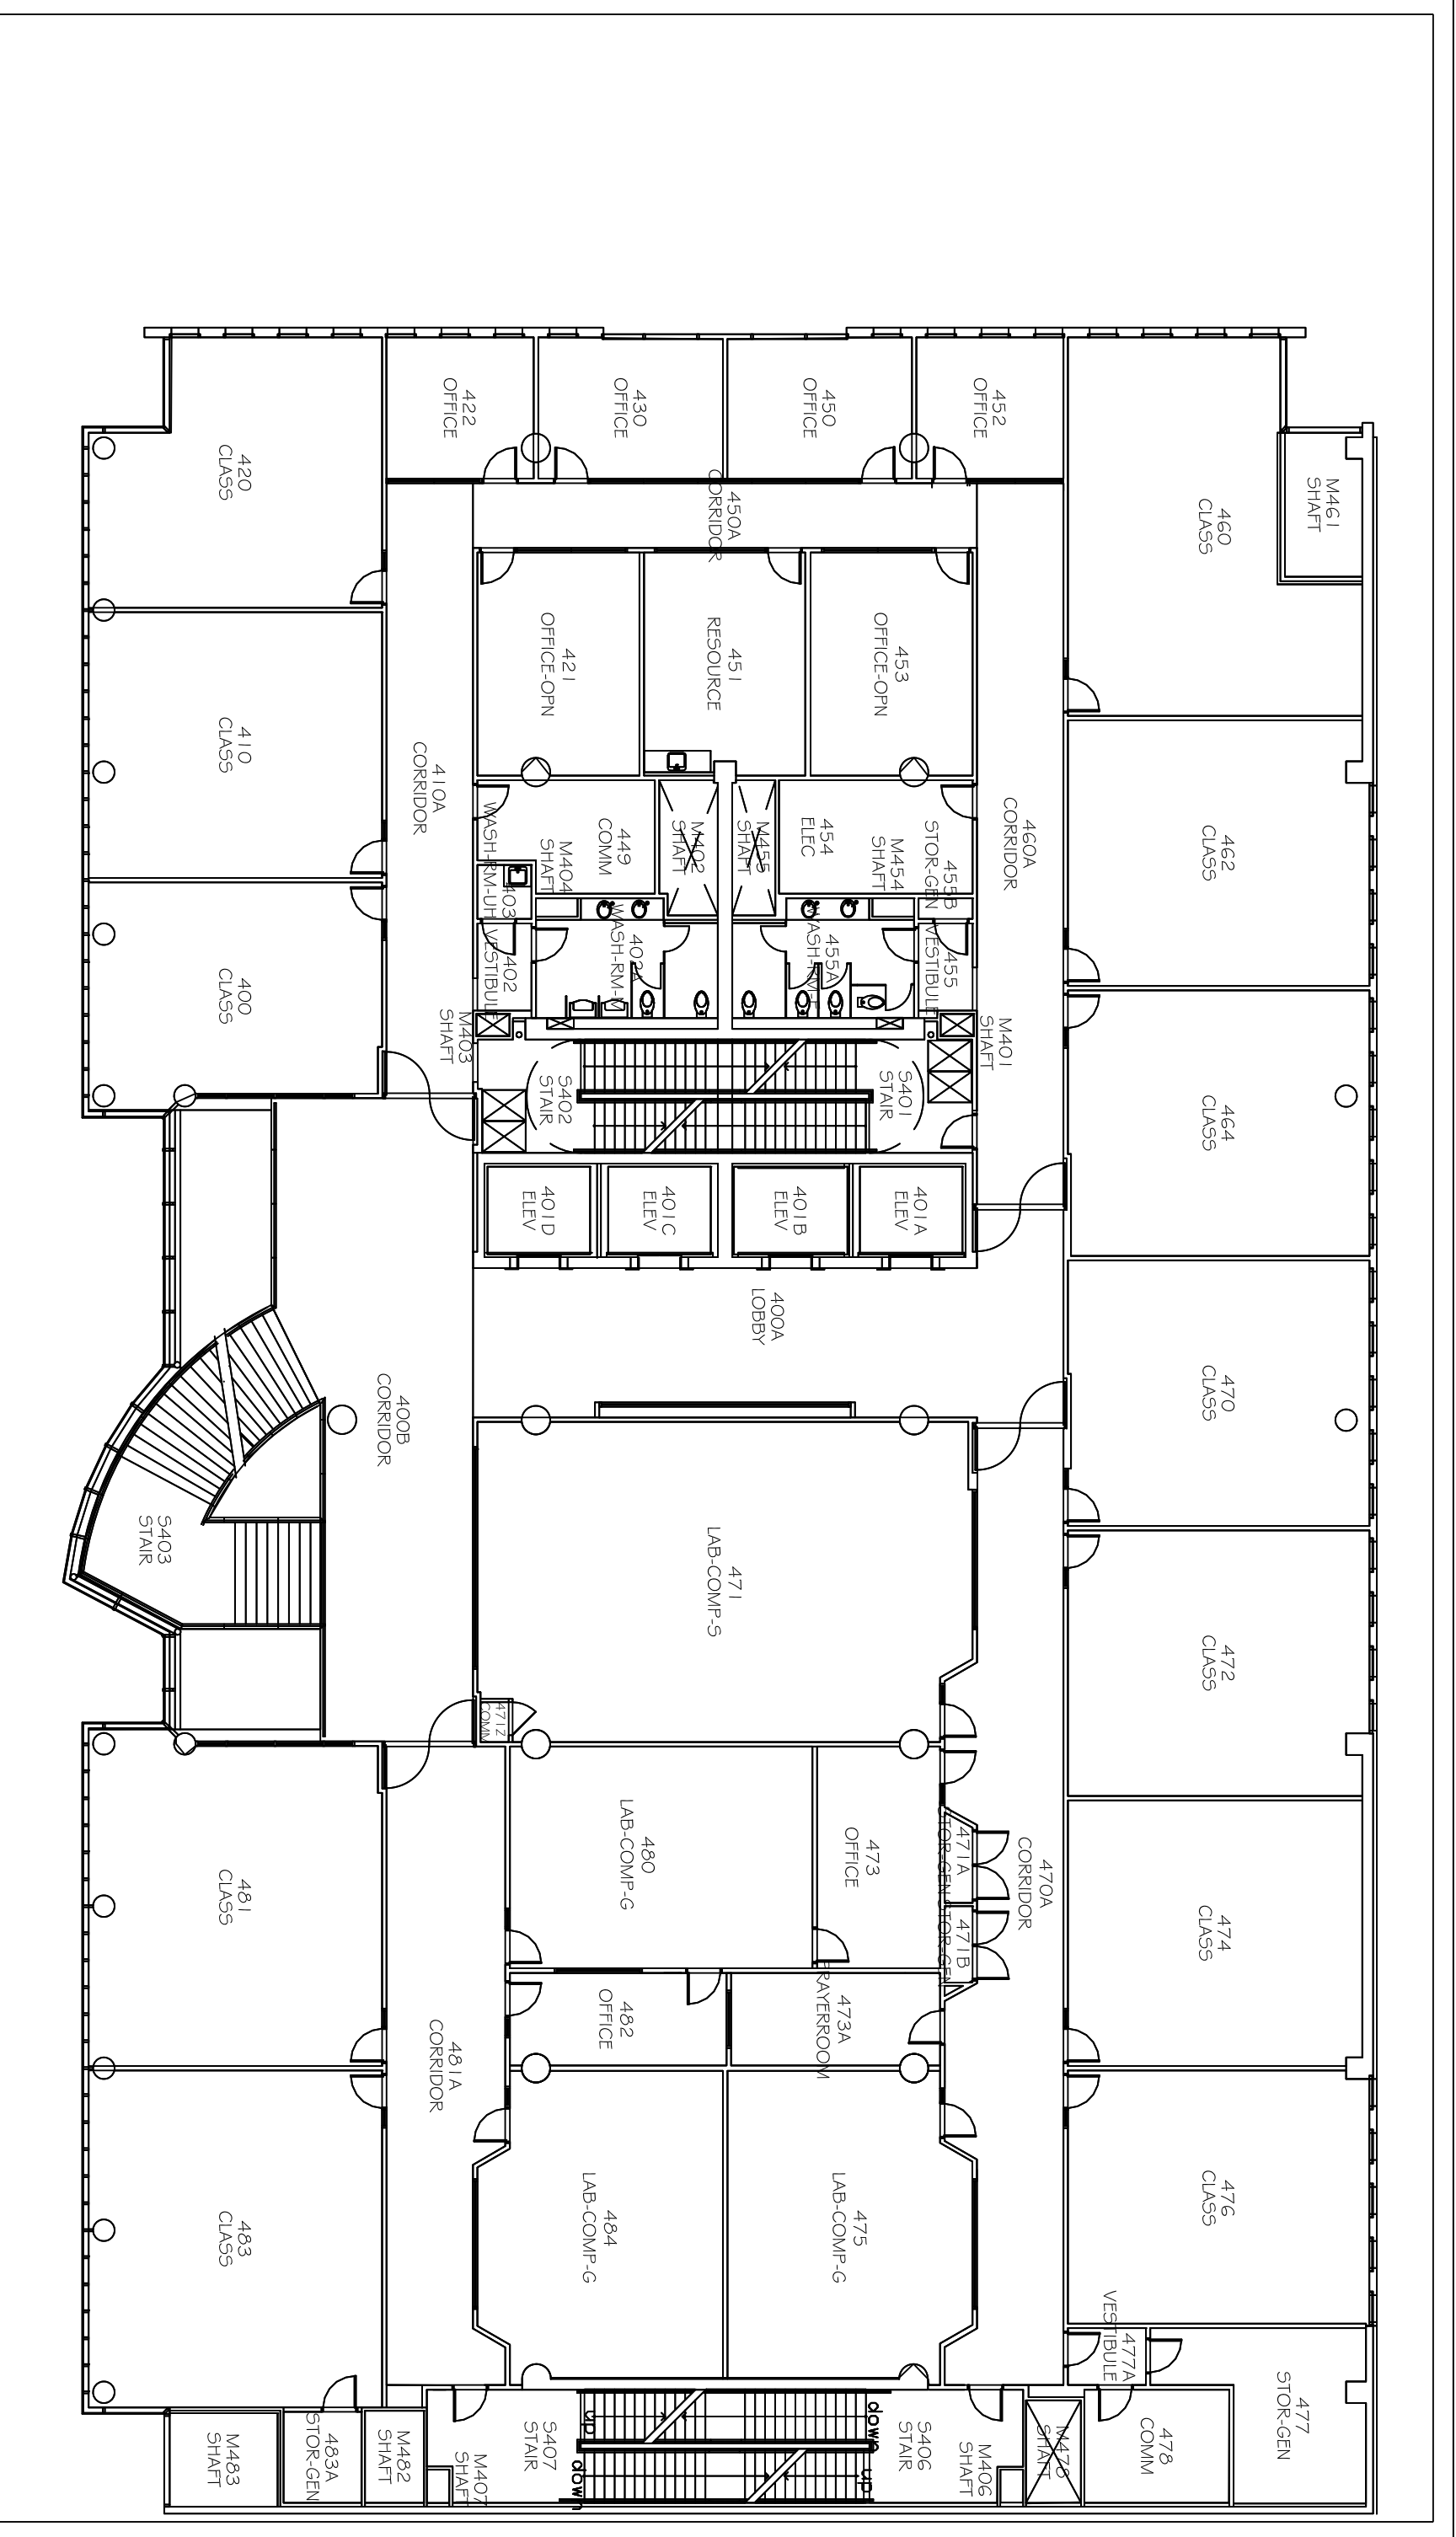 420
CLASS
422
OFFICE
430
OFFICE
450
OFFICE
452
OFFICE
460
CLASS
M461
SHAFT
450A
CORRIDOR
421
OFFICE-OPN
451
RESOURCE
453
OFFICE-OPN
410
CLASS
410A
CORRIDOR
460A
CORRIDOR
462
CLASS
449
COMM
M404
SHAFT
M402
SHAFT
M455
SHAFT
454
ELEC
M454
SHAFT
455B
STOR-GEN
403
WASH-RM-UH
402
VESTIBULE
402A
WASH-RM-M
455A
WASH-RM-F
455
VESTIBULE
400
CLASS
M403
SHAFT
M401
SHAFT
S402
STAIR
S401
STAIR
464
CLASS
401D
ELEV
401C
ELEV
401B
ELEV
401A
ELEV
400A
LOBBY
400B
CORRIDOR
470
CLASS
S403
STAIR
471
LAB-COMP-S
471Z
COMM
472
CLASS
480
LAB-COMP-G
473
OFFICE
471A
STOR-GEN
471B
STOR-GEN
470A
CORRIDOR
474
CLASS
481
CLASS
482
OFFICE
473A
PRAYERROOM
481A
CORRIDOR
484
LAB-COMP-G
475
LAB-COMP-G
476
CLASS
483
CLASS
477A
VESTIBULE
477
STOR-GEN
478
COMM
M478
SHAFT
M406
SHAFT
S406
STAIR
down
up
S407
STAIR
up
down
M407
SHAFT
M482
SHAFT
483A
STOR-GEN
M483
SHAFT